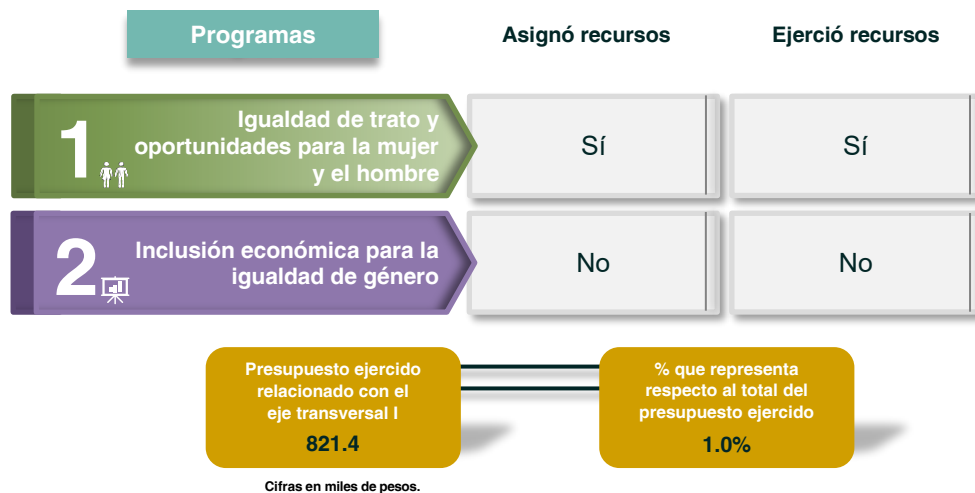 Programas
Asignó recursos
Ejerció recursos
1
Igualdad de trato y
oportunidades para la mujer
y el hombre
Sí
Sí
2
Inclusión económica para la
igualdad de género
No
No
Presupuesto ejercido
relacionado con el
eje transversal I
821.4
% que representa
respecto al total del
presupuesto ejercido
1.0%
Cifras en miles de pesos.